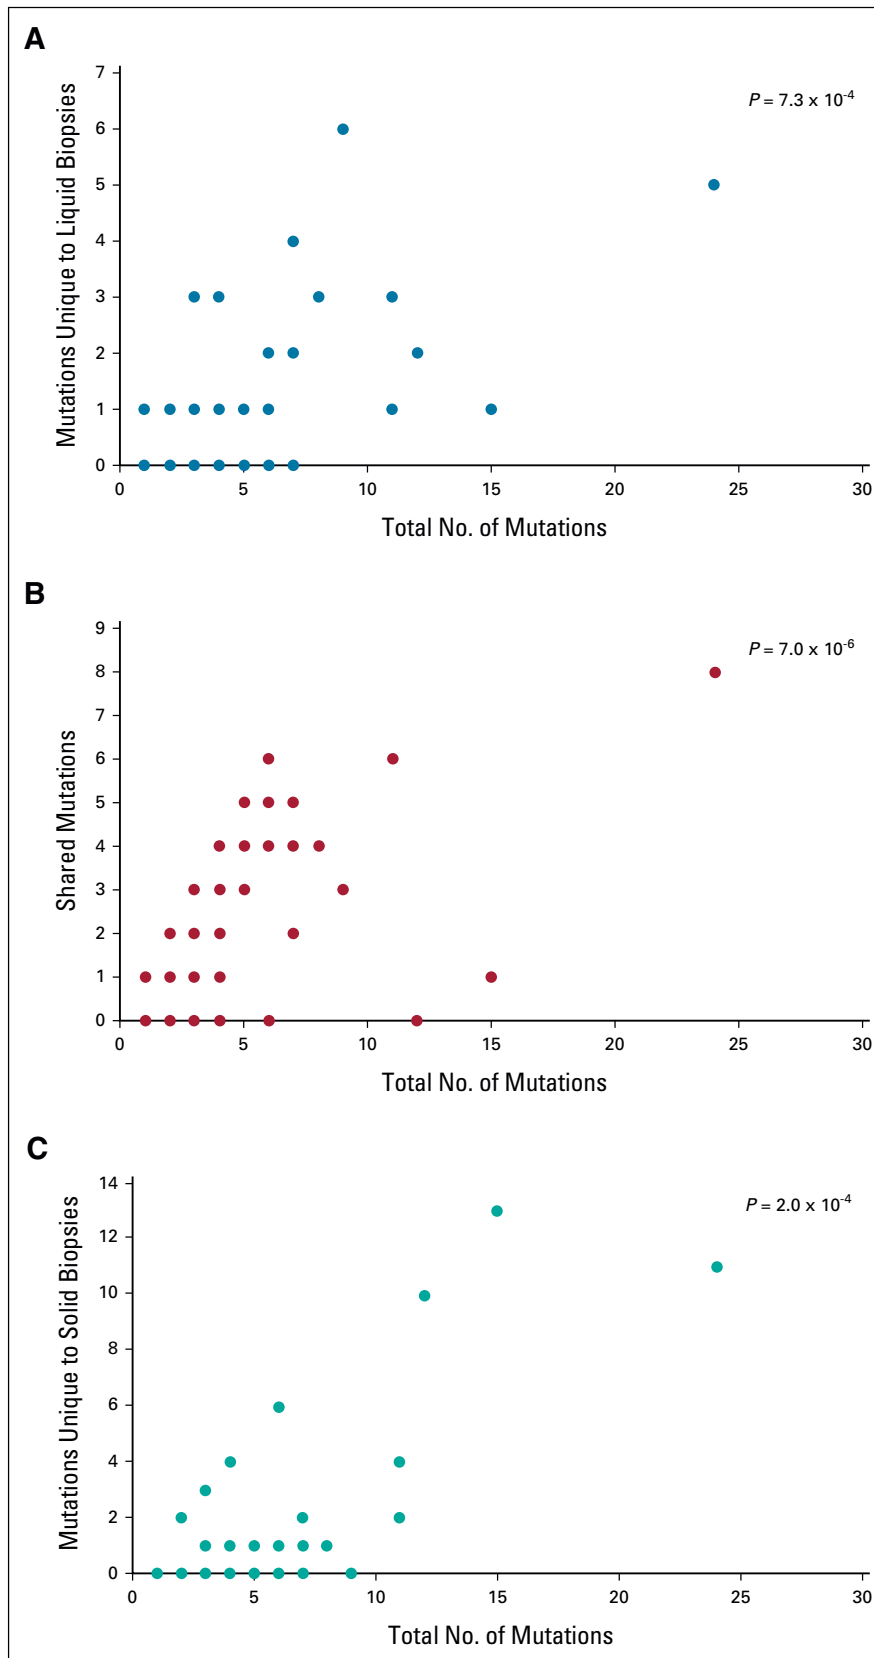 A
Mutations Unique to Liquid Biopsies
7
6
5
4
3
2
1
0
P = 7.3 x 10-4
0 5 10 15 20 25 30
Total No. of Mutations
B
Shared Mutations
9
8
7
6
5
4
3
2
1
0
P = 7.0 x 10-6
0 5 10 15 20 25 30
Total No. of Mutations
C
Mutations Unique to Solid Biopsies
14
12
10
8
6
4
2
0
P = 2.0 x 10-4
0 5 10 15 20 25 30
Total No. of Mutations